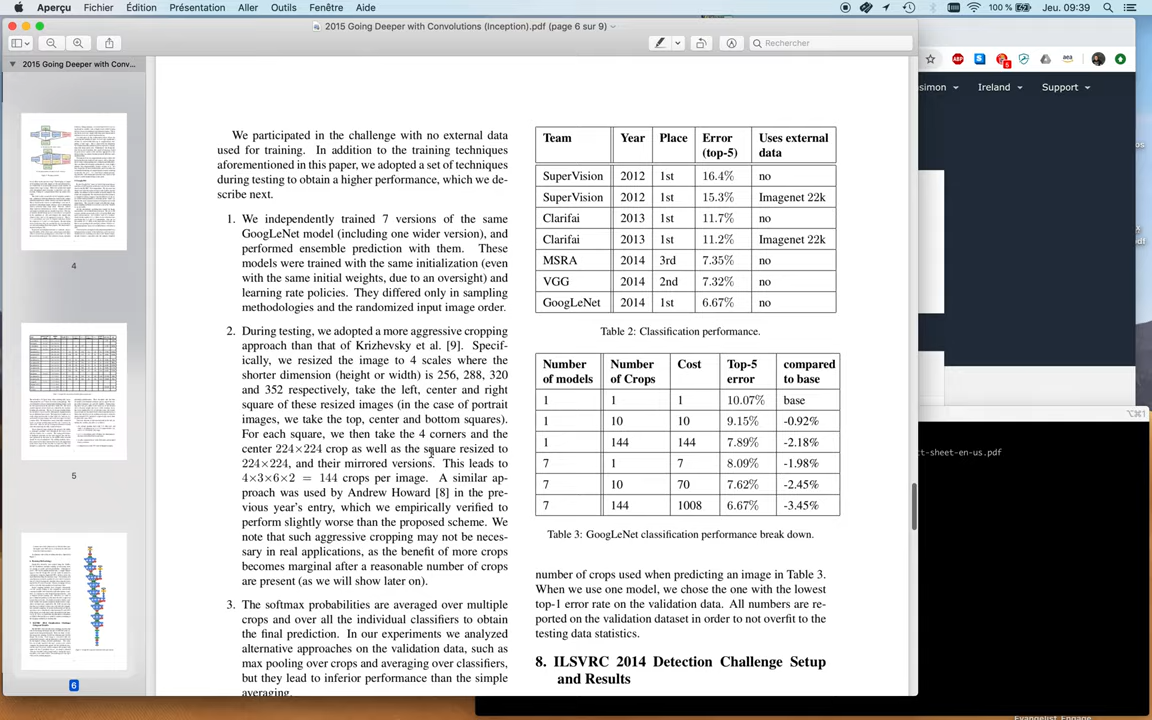 Aperçu Fichier Édition Présentation Aller Outils Fenêtre Aide 100 % Jeu. 09:39
2015 Going Deeper with Convolutions (Inception).pdf (page 6 sur 9)
Rechercher
2015 Going Deeper with Conv...
4
5
6
We participated in the challenge with no external data
used for training. In addition to the training techniques
aforementioned in this paper, we adopted a set of techniques
during testing to obtain a higher performance, which we de-
scribe next.
1. We independently trained 7 versions of the same
GoogLeNet model (including one wider version), and
performed ensemble prediction with them. These
models were trained with the same initialization (even
with the same initial weights, due to an oversight) and
learning rate policies. They differed only in sampling
methodologies and the randomized input image order.
2. During testing, we adopted a more aggressive cropping
approach than that of Krizhevsky et al. [9]. Specif-
ically, we resized the image to 4 scales where the
shorter dimension (height or width) is 256, 288, 320
and 352 respectively, take the left, center and right
square of these resized images (in the case of portrait
images, we take the top, center and bottom squares).
For each square, we then take the 4 corners and the
center 224×224 crop as well as the square resized to
224×224, and their mirrored versions. This leads to
4×3×6×2 = 144 crops per image. A similar ap-
proach was used by Andrew Howard [8] in the pre-
vious year's entry, which we empirically verified to
perform slightly worse than the proposed scheme. We
note that such aggressive cropping may not be neces-
sary in real applications, as the benefit of more crops
becomes marginal after a reasonable number of crops
are present (as we will show later on).
3. The softmax probabilities are averaged over multiple
crops and over all the individual classifiers to obtain
the final prediction. In our experiments we analyzed
alternative approaches on the validation data, such as
max pooling over crops and averaging over classifiers,
but they lead to inferior performance than the simple
averaging.
Team Year Place Error (top-5) Uses external data
SuperVision 2012 1st 16.4% no
SuperVision 2012 1st 15.3% Imagenet 22k
Clarifai 2013 1st 11.7% no
Clarifai 2013 1st 11.2% Imagenet 22k
MSRA 2014 3rd 7.35% no
VGG 2014 2nd 7.32% no
GoogLeNet 2014 1st 6.67% no
Table 2: Classification performance.
Number of models Number of Crops Cost Top-5 error compared to base
1 1 1 10.07% base
1 10 10 9.15% -0.92%
1 144 144 7.89% -2.18%
7 1 7 8.09% -1.98%
7 10 70 7.62% -2.45%
7 144 1008 6.67% -3.45%
Table 3: GoogLeNet classification performance break down.
number of crops used when predicting an image in Table 3.
When we use one model, we chose the one with the lowest
top-1 error rate on the validation data. All numbers are re-
ported on the validation dataset in order to not overfit to the
testing data statistics.
8. ILSVRC 2014 Detection Challenge Setup
and Results
simon Ireland Support
ABP
aea
⌥⌘1
ct-sheet-en-us.pdf